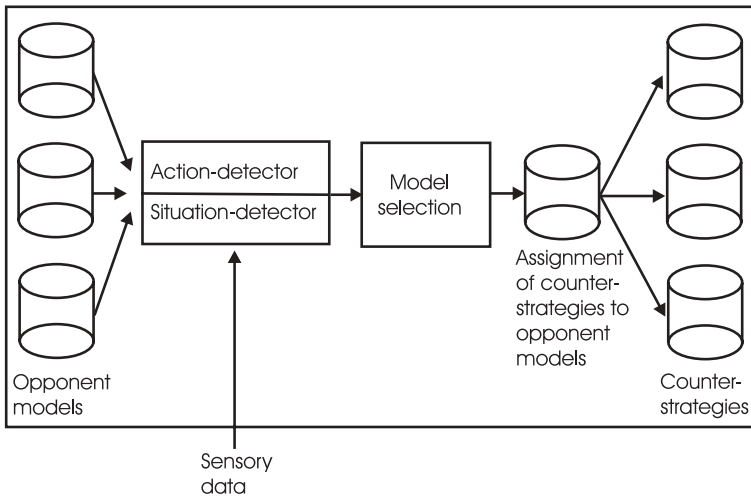 Action-detector
Situation-detector
Model
selection
Assignment
of counter-
strategies to
opponent
models
Opponent
models
Counter-
strategies
Sensory
data